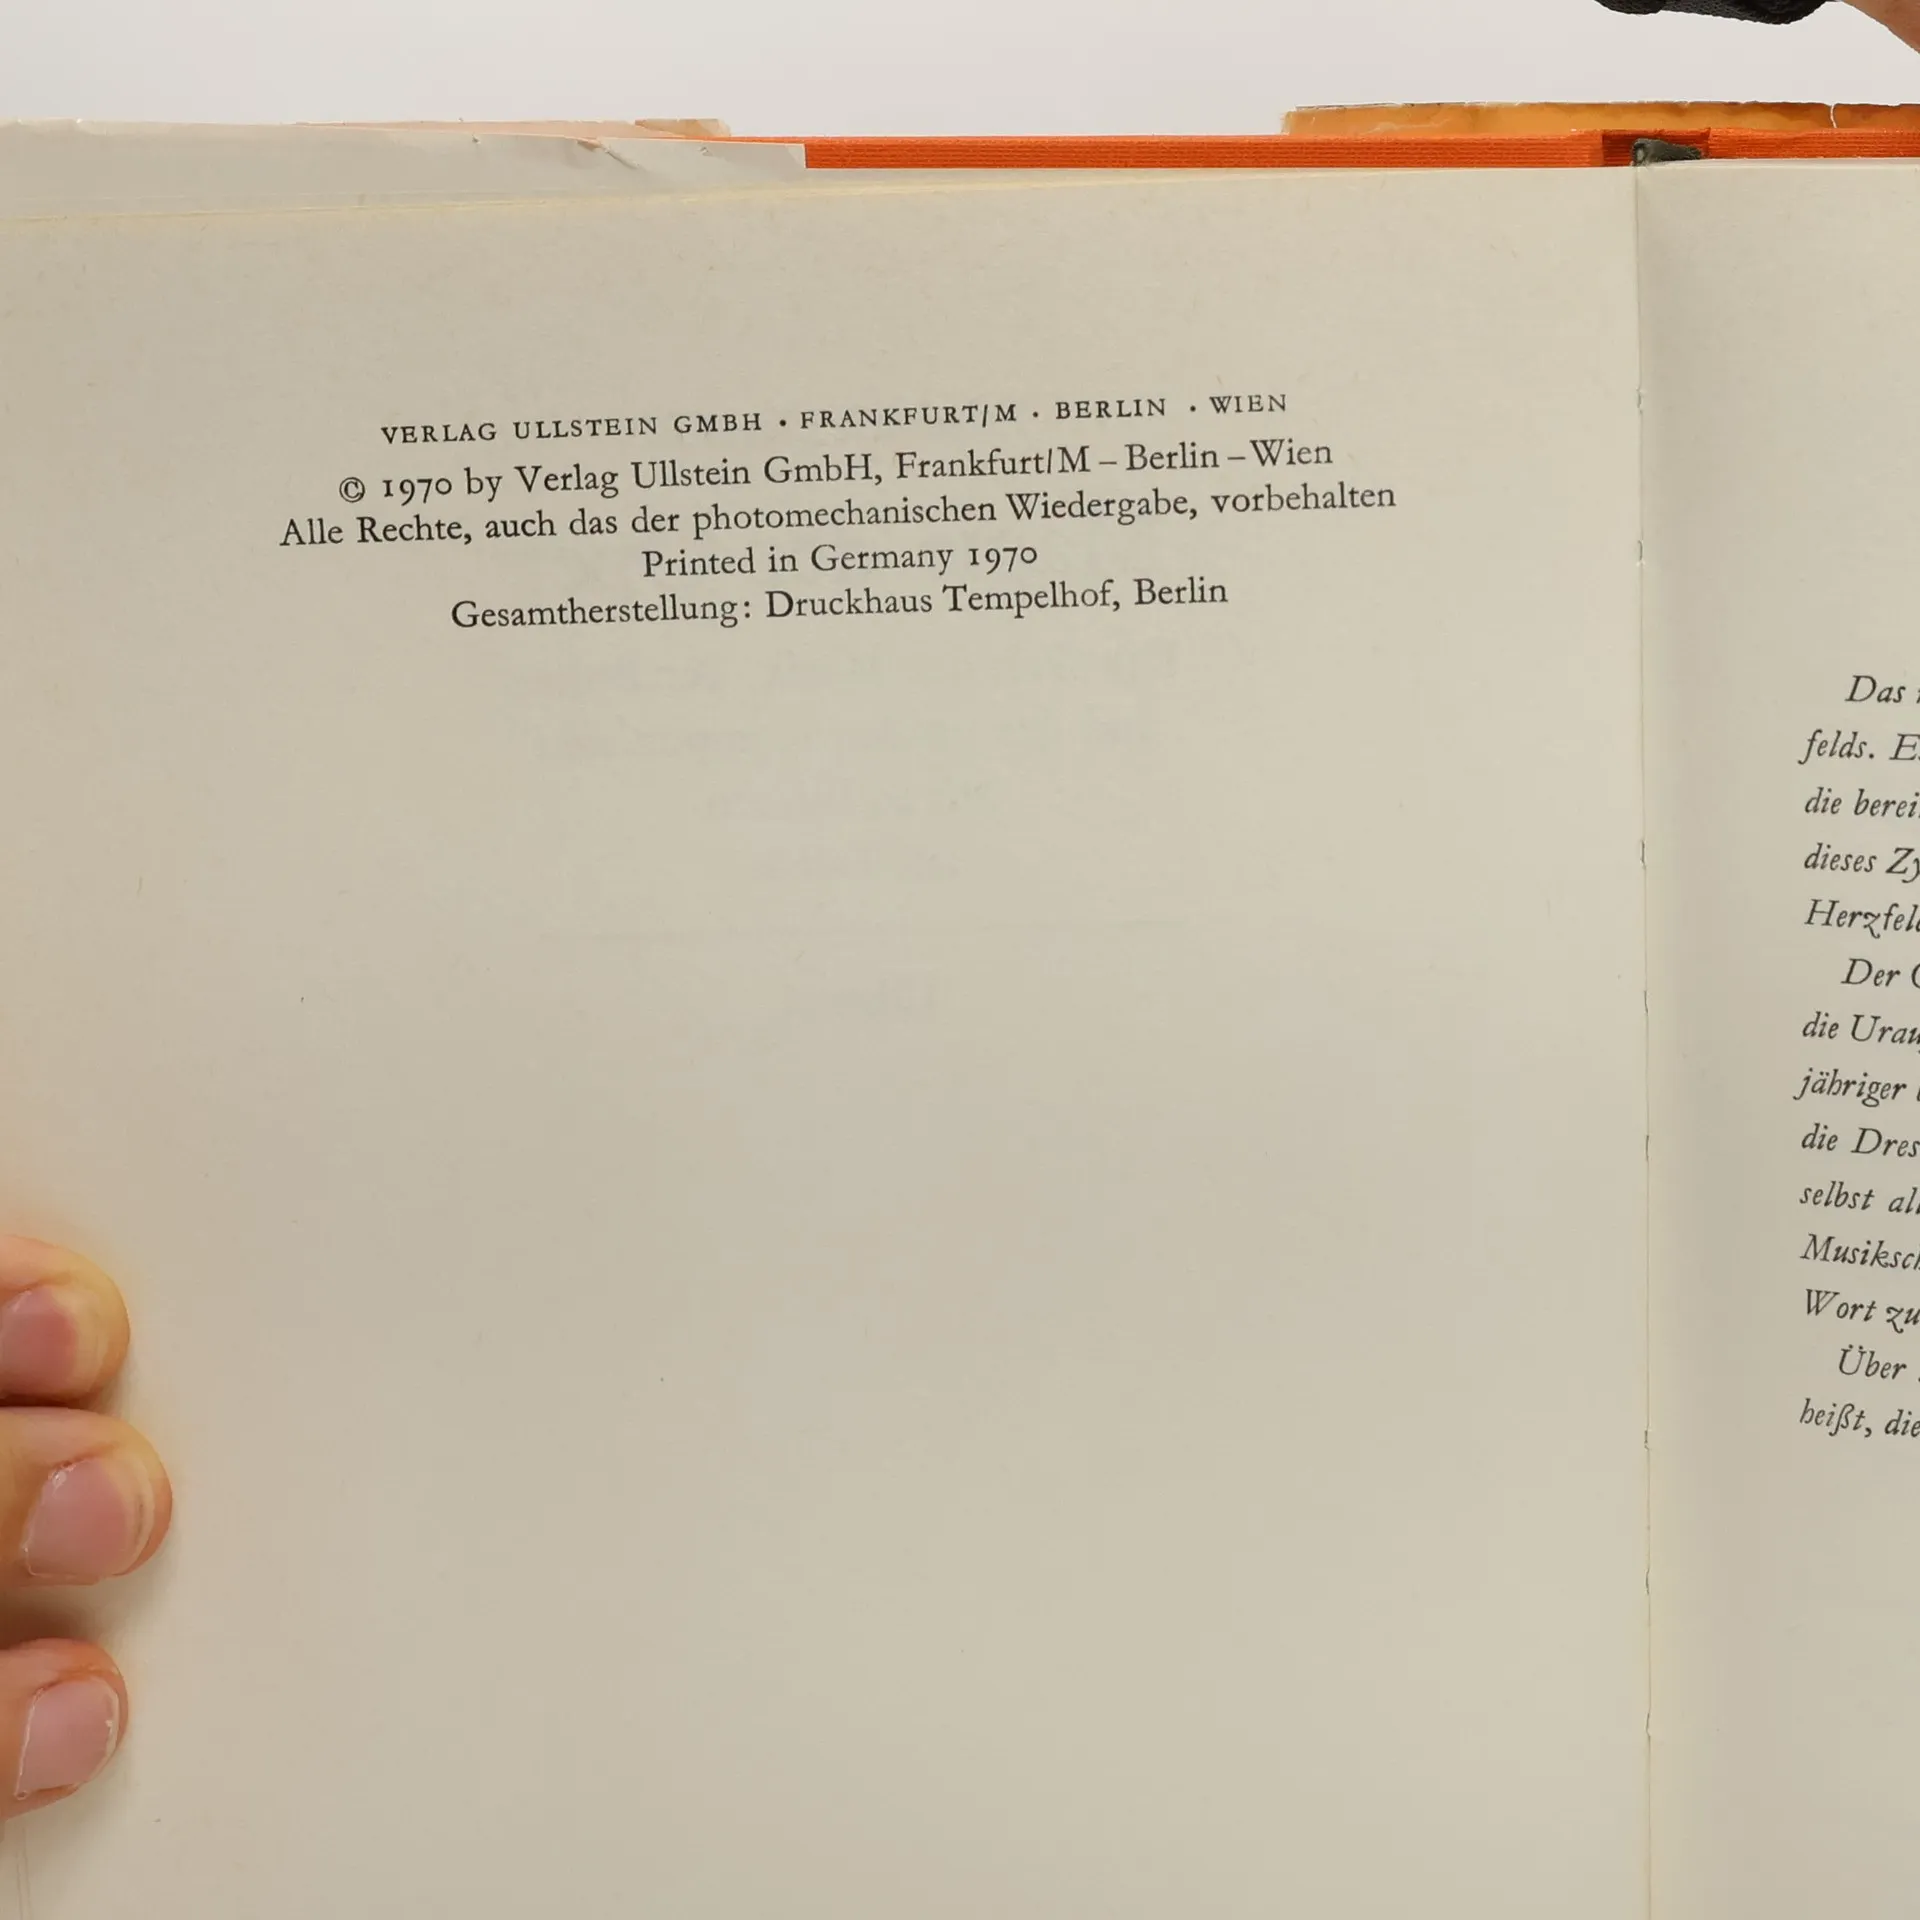 VERLAG ULLSTEIN GMBH · FRANKFURT/M · BERLIN · WIEN
© 1970 by Verlag Ullstein GmbH, Frankfurt/M – Berlin – Wien
Alle Rechte, auch das der photomechanischen Wiedergabe, vorbehalten
Printed in Germany 1970
Gesamtherstellung: Druckhaus Tempelhof, Berlin
Das
felds.
die
dieses
Der
die
jähriger
die
selbst
Wort
Über
heißt, die